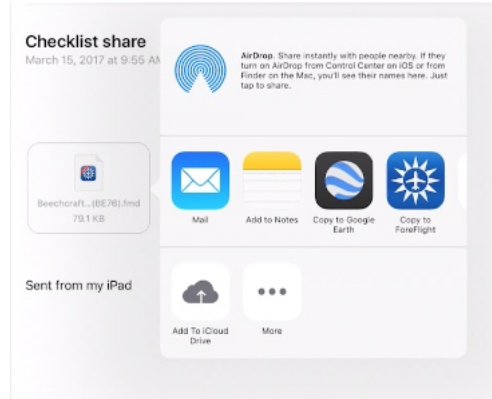 Checklist share
March 15, 2017 at 9:55 AM
AirDrop. Share instantly with people nearby. If they
turn on AirDrop from Control Center on iOS or from
Finder on the Mac, you'll see their names here. Just
tap to share.
Beechcraft...(BE76).fmd
79.1 KB
Mail
Add to Notes
Copy to Google
Earth
Copy to
ForeFlight
Sent from my iPad
Add To iCloud
Drive
More